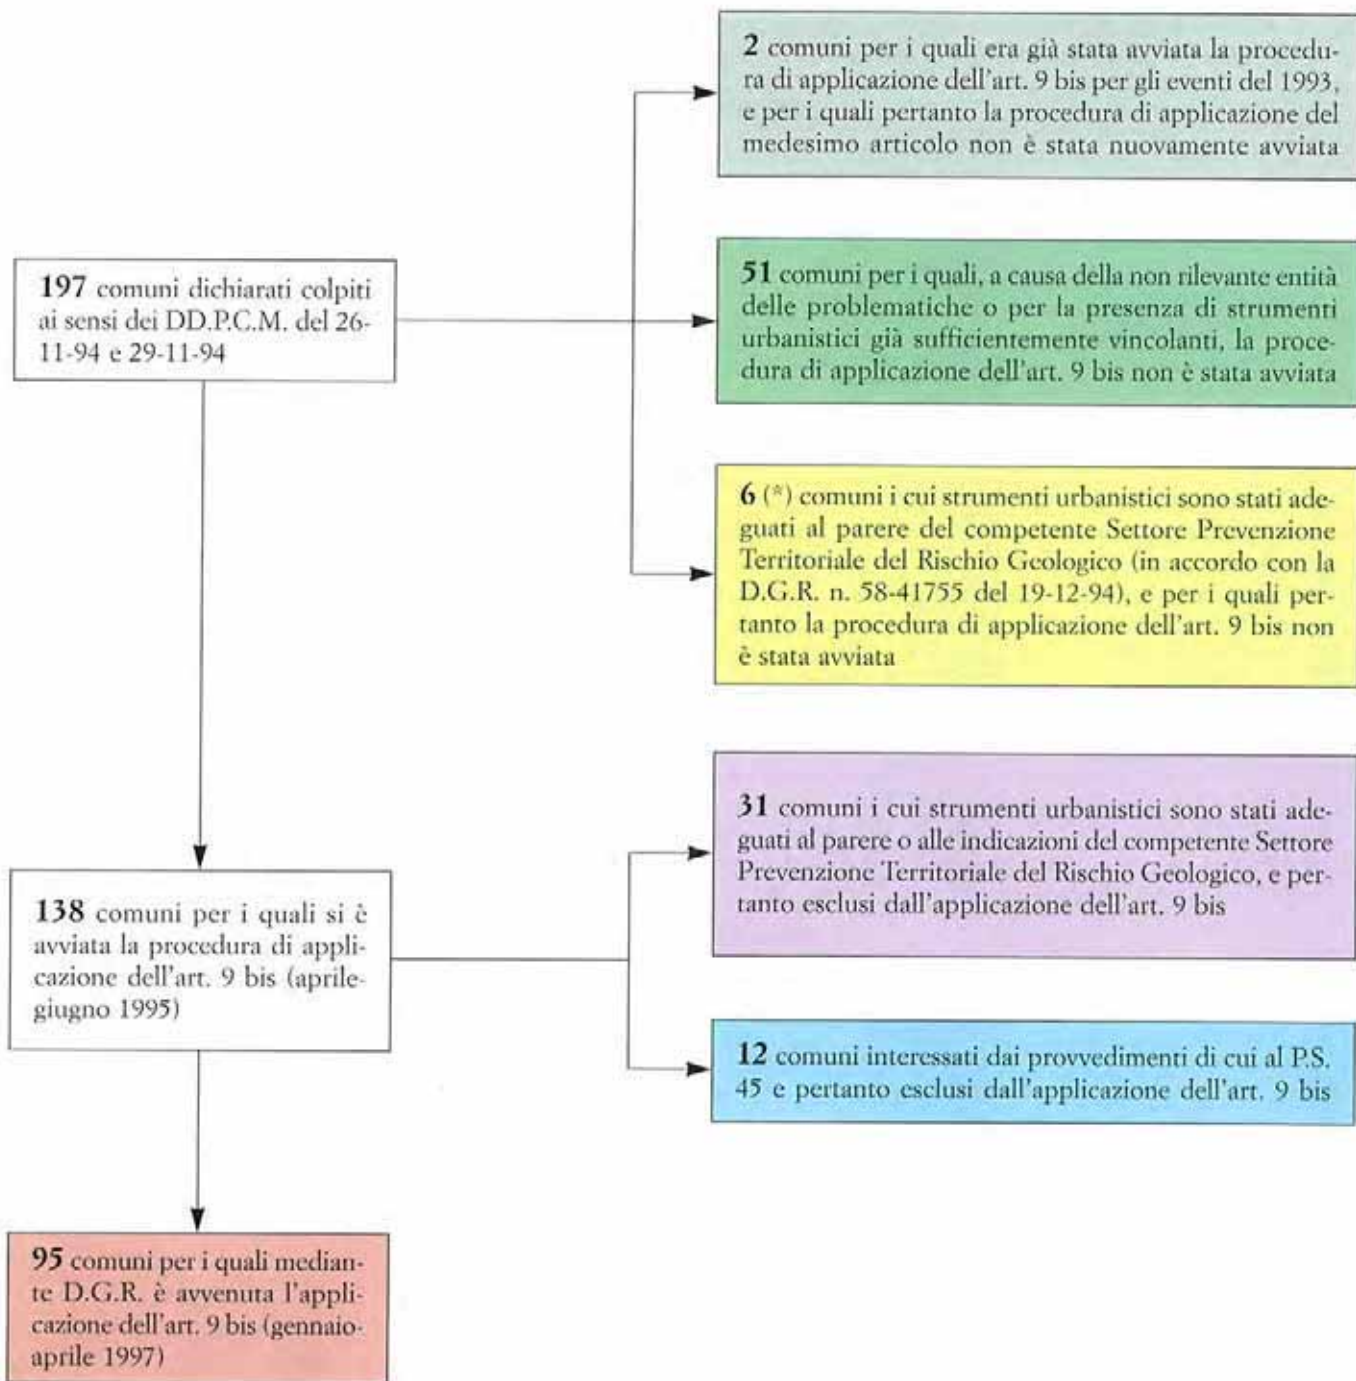 2 comuni per i quali era già stata avviata la procedu-
ra di applicazione dell'art. 9 bis per gli eventi del 1993,
e per i quali pertanto la procedura di applicazione del
medesimo articolo non è stata nuovamente avviata
197 comuni dichiarati colpiti
ai sensi dei DD.P.C.M. del 26-
11-94 e 29-11-94
51 comuni per i quali, a causa della non rilevante entità
delle problematiche o per la presenza di strumenti
urbanistici già sufficientemente vincolanti, la proce-
dura di applicazione dell'art. 9 bis non è stata avviata
6 (*) comuni i cui strumenti urbanistici sono stati ade-
guati al parere del competente Settore Prevenzione
Territoriale del Rischio Geologico (in accordo con la
D.G.R. n. 58-41755 del 19-12-94), e per i quali per-
tanto la procedura di applicazione dell'art. 9 bis non
è stata avviata
31 comuni i cui strumenti urbanistici sono stati ade-
guati al parere o alle indicazioni del competente Settore
Prevenzione Territoriale del Rischio Geologico, e per-
tanto esclusi dall'applicazione dell'art. 9 bis
138 comuni per i quali si è
avviata la procedura di appli-
cazione dell'art. 9 bis (aprile-
giugno 1995)
12 comuni interessati dai provvedimenti di cui al P.S.
45 e pertanto esclusi dall'applicazione dell'art. 9 bis
95 comuni per i quali median-
te D.G.R. è avvenuta l'appli-
cazione dell'art. 9 bis (gennaio-
aprile 1997)